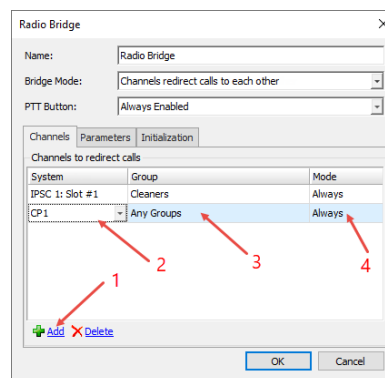 Radio Bridge
Name: Radio Bridge
Bridge Mode: Channels redirect calls to each other
PTT Button: Always Enabled
Channels Parameters Initialization
Channels to redirect calls
System Group Mode
IPSC 1: Slot #1 Cleaners Always
CP1 Any Groups Always
2 3 4
1
Add Delete
OK Cancel